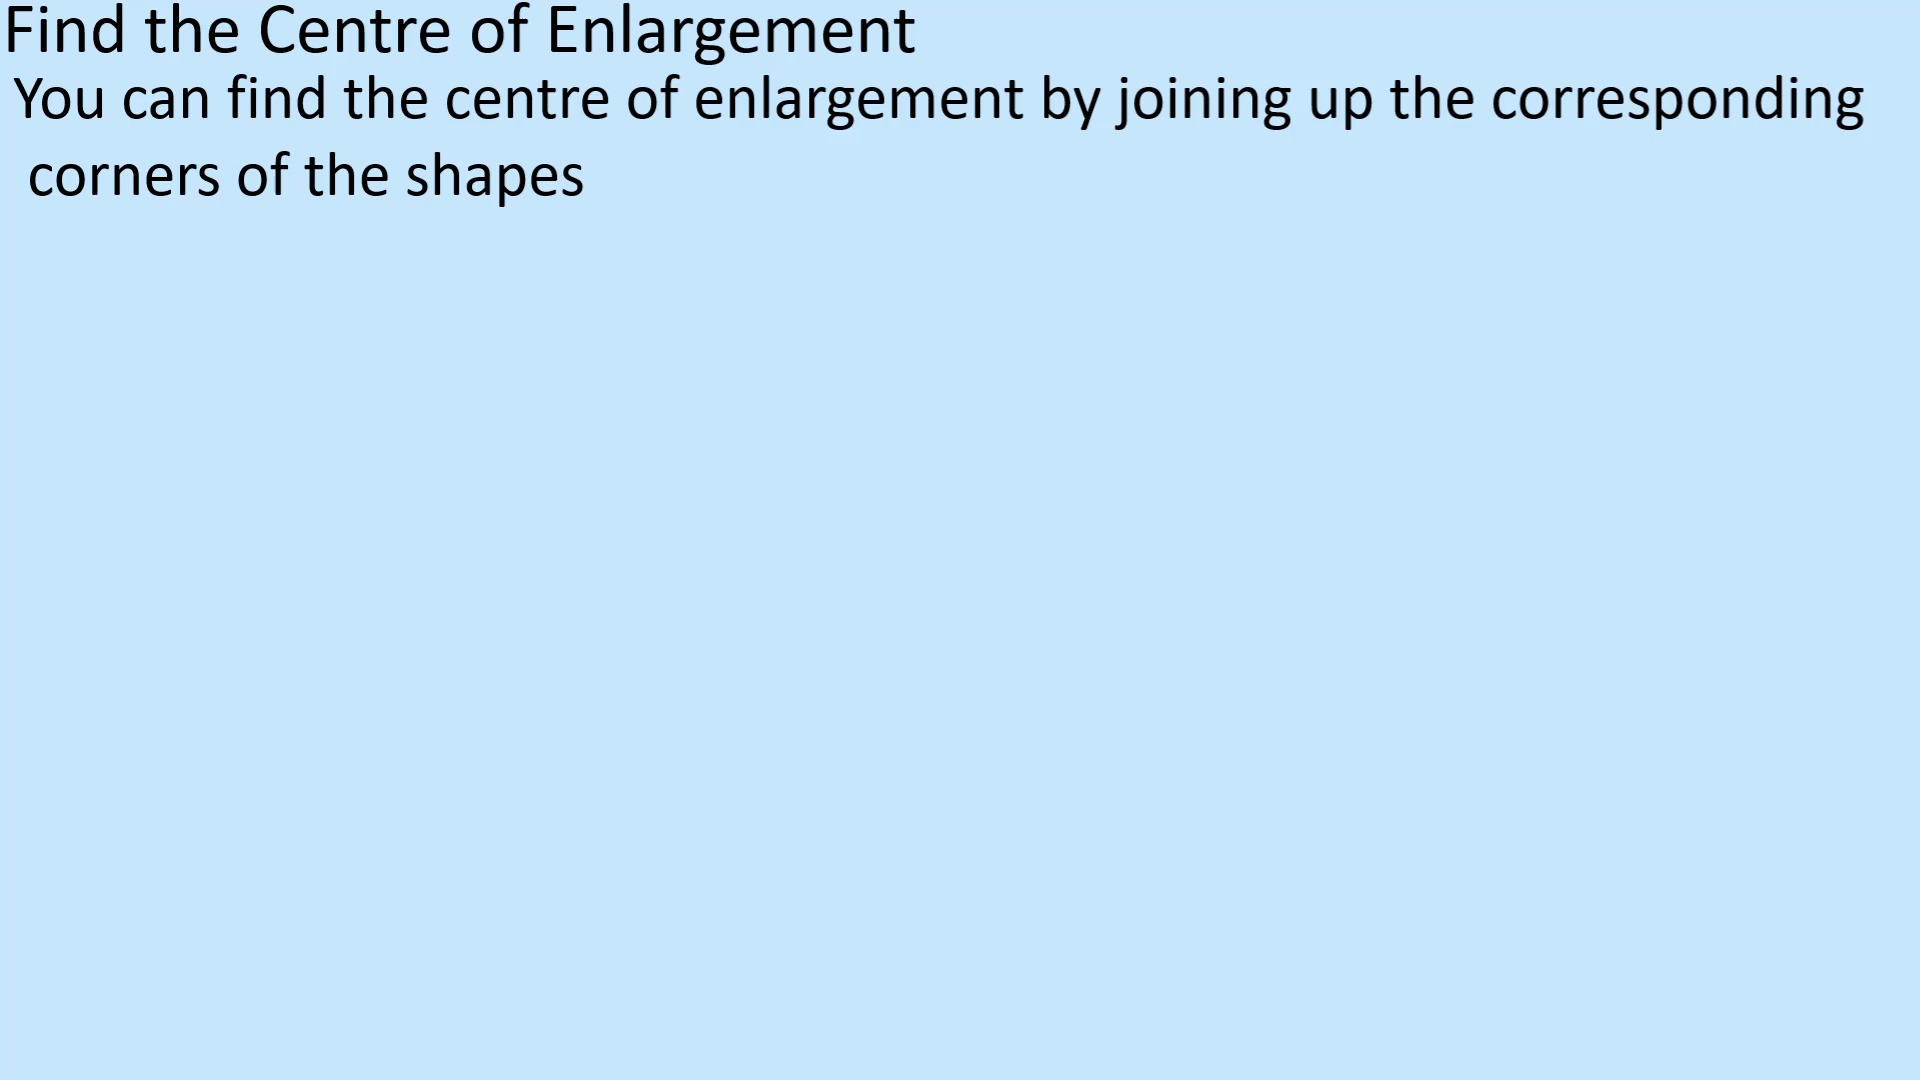 Find the Centre of Enlargement
You can find the centre of enlargement by joining up the corresponding
corners of the shapes